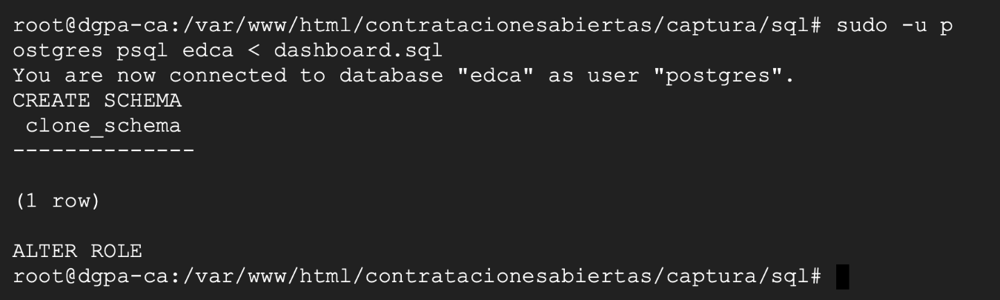 root@dgpa-ca:/var/www/html/contratacionesabiertas/captura/sql# sudo -u p
ostgres psql edca < dashboard.sql
You are now connected to database "edca" as user "postgres".
CREATE SCHEMA
 clone_schema
--------------

(1 row)

ALTER ROLE
root@dgpa-ca:/var/www/html/contratacionesabiertas/captura/sql#